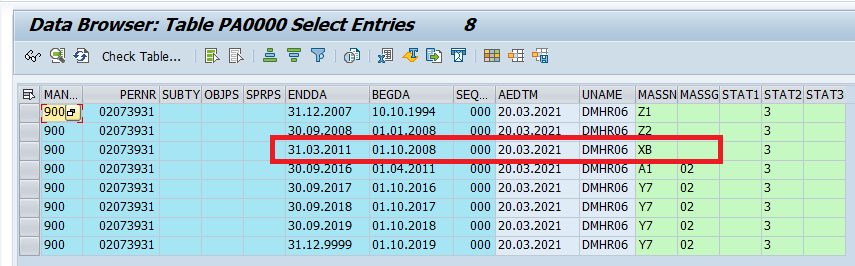 Data Browser: Table PA0000 Select Entries 8
Check Table...
MAN... PERNR SUBTY OBJPS SPRPS ENDDA BEGDA SEQ... AEDTM UNAME MASSN MASSG STAT1 STAT2 STAT3
900 02073931 31.12.2007 10.10.1994 000 20.03.2021 DMHR06 Z1 3
900 02073931 30.09.2008 01.01.2008 000 20.03.2021 DMHR06 Z2 3
900 02073931 31.03.2011 01.10.2008 000 20.03.2021 DMHR06 XB 3
900 02073931 30.09.2016 01.04.2011 000 20.03.2021 DMHR06 A1 02 3
900 02073931 30.09.2017 01.10.2016 000 20.03.2021 DMHR06 Y7 02 3
900 02073931 30.09.2018 01.10.2017 000 20.03.2021 DMHR06 Y7 02 3
900 02073931 30.09.2019 01.10.2018 000 20.03.2021 DMHR06 Y7 02 3
900 02073931 31.12.9999 01.10.2019 000 20.03.2021 DMHR06 Y7 02 3